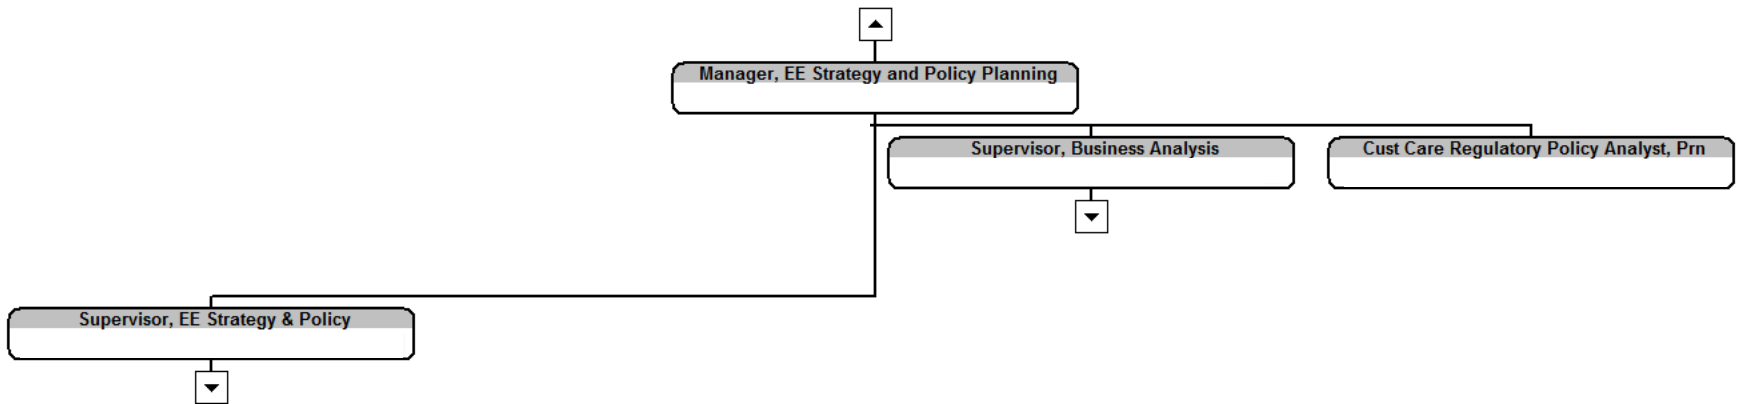 Manager, EE Strategy and Policy Planning
Supervisor, Business Analysis
Cust Care Regulatory Policy Analyst, Prn
Supervisor, EE Strategy & Policy